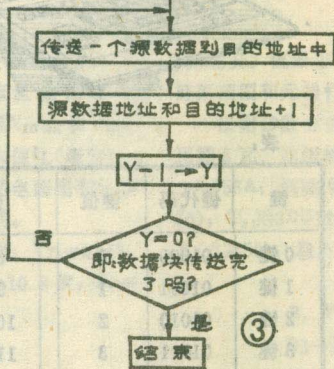 传送一个源数据到目的地址中
源数据地址和目的地址+1
Y-1→Y
否
Y=0?
即:数据块传送完
了吗?
是
结束
③